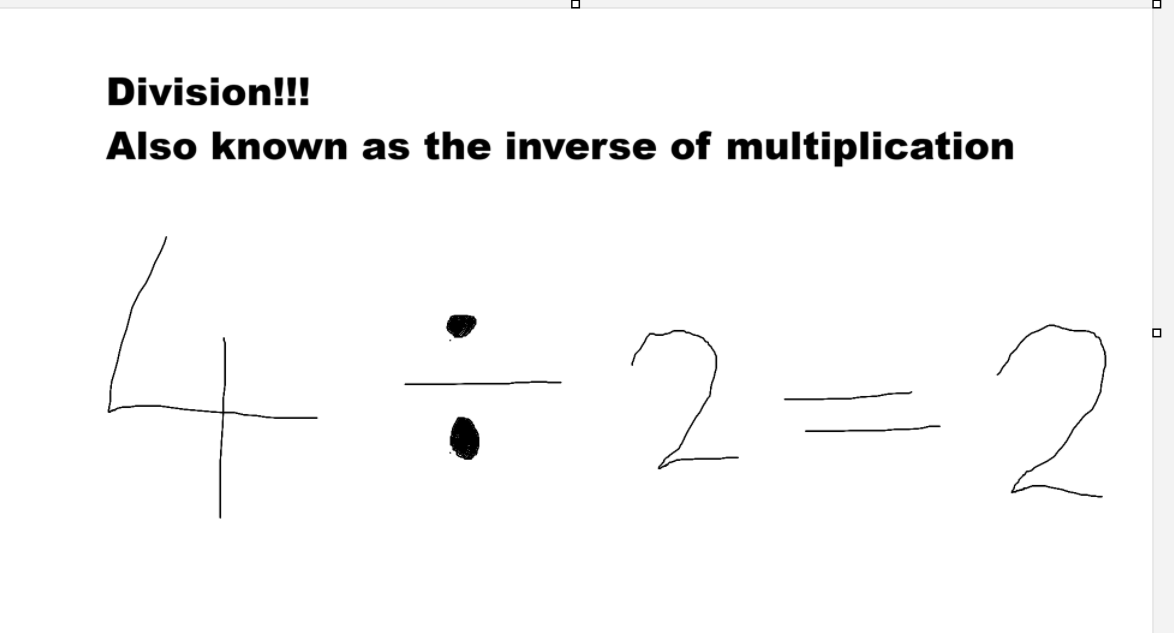 Division!!!
Also known as the inverse of multiplication
4 ÷ 2 = 2